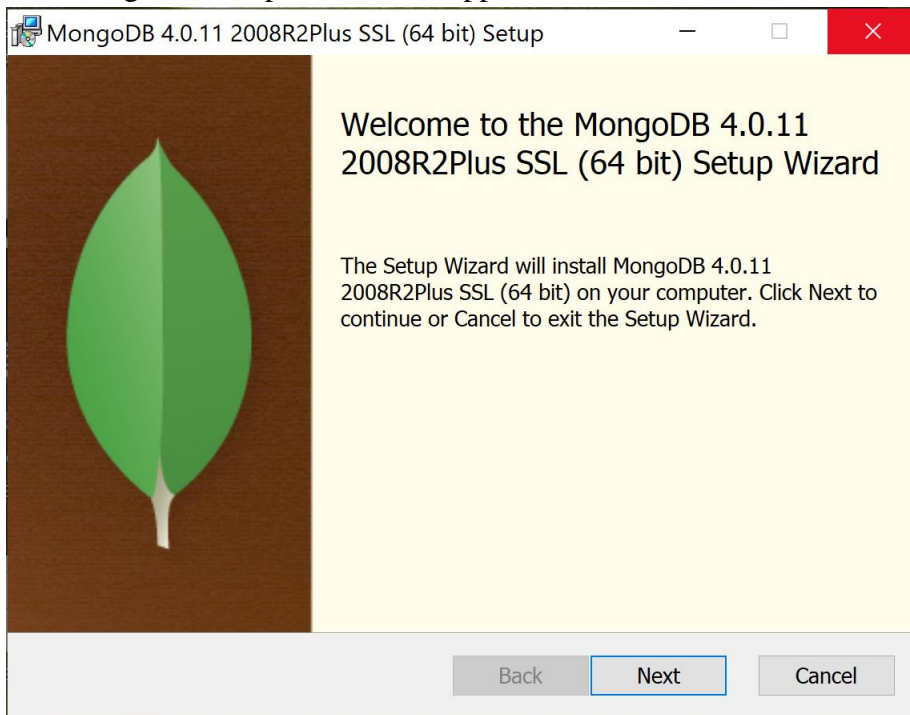 MongoDB 4.0.11 2008R2Plus SSL (64 bit) Setup
Welcome to the MongoDB 4.0.11
2008R2Plus SSL (64 bit) Setup Wizard
The Setup Wizard will install MongoDB 4.0.11
2008R2Plus SSL (64 bit) on your computer. Click Next to
continue or Cancel to exit the Setup Wizard.
Back Next Cancel